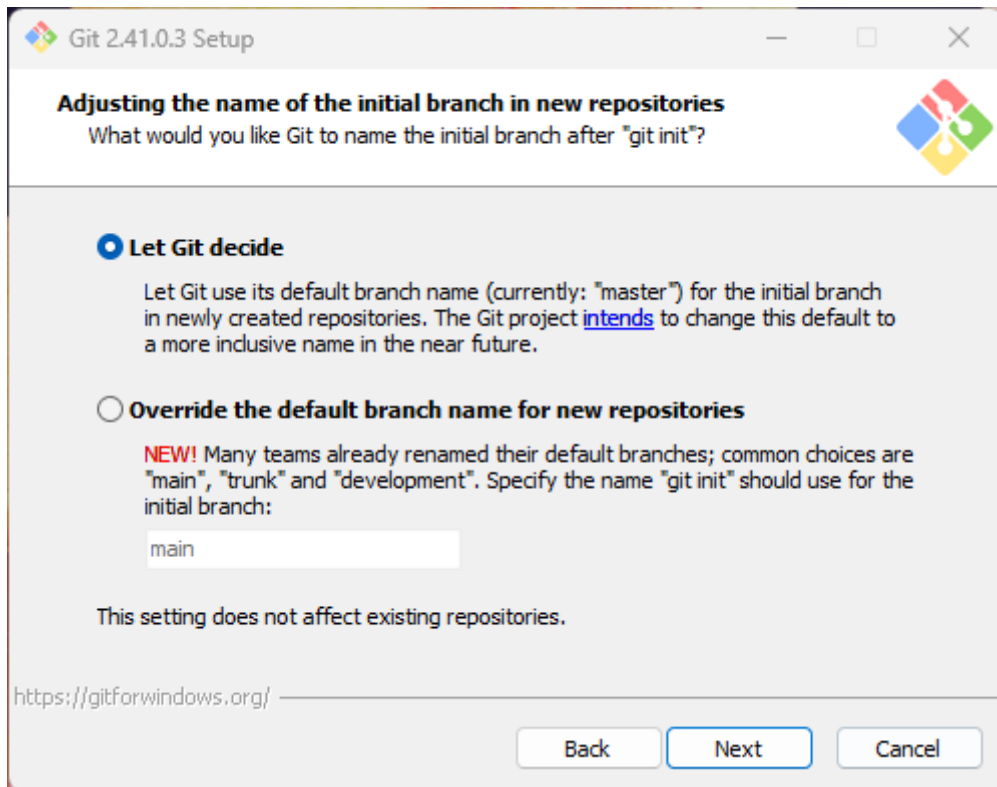 Git 2.41.0.3 Setup
Adjusting the name of the initial branch in new repositories
What would you like Git to name the initial branch after "git init"?
Let Git decide
Let Git use its default branch name (currently: "master") for the initial branch
in newly created repositories. The Git project intends to change this default to
a more inclusive name in the near future.
Override the default branch name for new repositories
NEW! Many teams already renamed their default branches; common choices are
"main", "trunk" and "development". Specify the name "git init" should use for the
initial branch:
main
This setting does not affect existing repositories.
https://gitforwindows.org/
Back Next Cancel